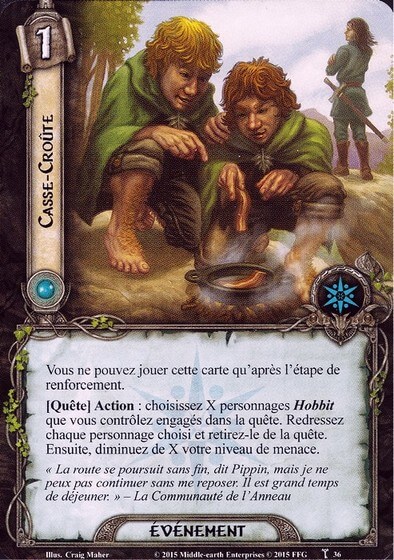 1
Casse-Croûte
Vous ne pouvez jouer cette carte qu'après l'étape de
renforcement.
[Quête] Action : choisissez X personnages Hobbit
que vous contrôlez engagés dans la quête. Redressez
chaque personnage choisi et retirez-le de la quête.
Ensuite, diminuez de X votre niveau de menace.
« La route se poursuit sans fin, dit Pippin, mais je ne
peux pas continuer sans me reposer. Il est grand temps
de déjeuner. » – La Communauté de l'Anneau
ÉVÉNEMENT
Illus. Craig Maher © 2015 Middle-earth Enterprises © 2015 FFG 36